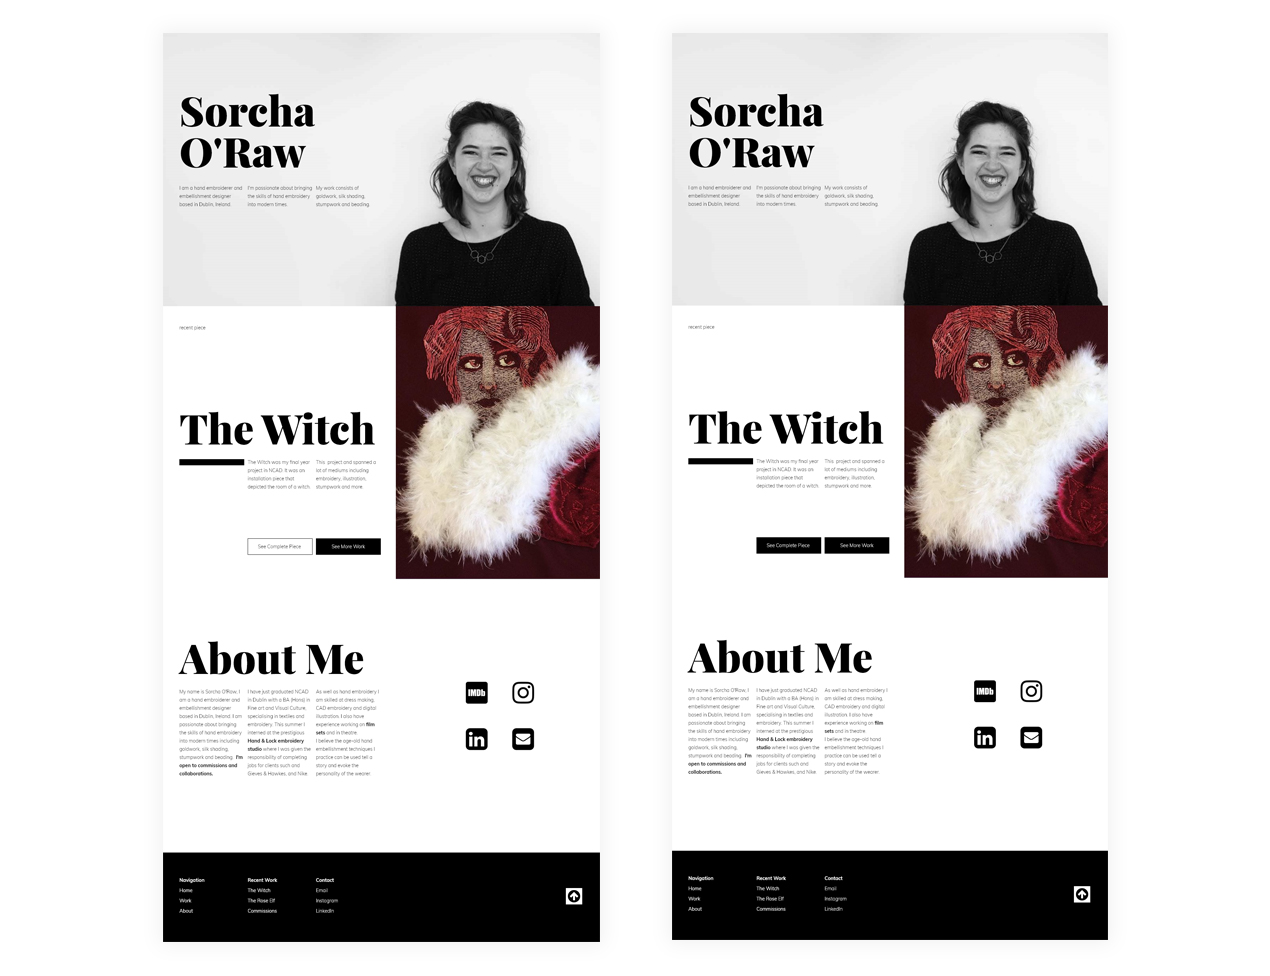 Sorcha
O'Raw
I am a hand embroiderer and
embellishment designer
based in Dublin, Ireland.
I'm passionate about bringing
the skills of hand embroidery
into modern times.
My work consists of
goldwork, silk shading,
stumpwork and beading.
recent piece
The Witch
The Witch was my final year
project in NCAD. It was an
installation piece that
depicted the room of a witch.
This project and spanned a
lot of mediums including
embroidery, illustration,
stumpwork and more.
See Complete Piece
See More Work
About Me
My name is Sorcha O'Raw, I
am a hand embroiderer and
embellishment designer
based in Dublin, Ireland. I am
passionate about bringing
the skills of hand embroidery
into modern times including
goldwork, silk shading,
stumpwork and beading. I'm
open to commissions and
collaborations.
I have just graduated NCAD
in Dublin with a BA (Hons) in
Fine art and Visual Culture,
specialising in textiles and
embroidery. This summer I
interned at the prestigious
Hand & Lock embroidery
studio where I was given the
responsibility of competing
jobs for clients such and
Gieves & Hawkes, and Nike.
As well as hand embroidery I
am skilled at dress making,
CAD embroidery and digital
illustration. I also have
experience working on film
sets and in theatre.
I believe the age-old hand
embellishment techniques I
practice can be used tell a
story and evoke the
personality of the wearer.
IMDb
in
Navigation
Home
Work
About
Recent Work
The Witch
The Rose Elf
Commissions
Contact
Email
Instagram
LinkedIn
Sorcha
O'Raw
I am a hand embroiderer and
embellishment designer
based in Dublin, Ireland.
I'm passionate about bringing
the skills of hand embroidery
into modern times.
My work consists of
goldwork, silk shading,
stumpwork and beading.
recent piece
The Witch
The Witch was my final year
project in NCAD. It was an
installation piece that
depicted the room of a witch.
This project and spanned a
lot of mediums including
embroidery, illustration,
stumpwork and more.
See Complete Piece
See More Work
About Me
My name is Sorcha O'Raw, I
am a hand embroiderer and
embellishment designer
based in Dublin, Ireland. I am
passionate about bringing
the skills of hand embroidery
into modern times including
goldwork, silk shading,
stumpwork and beading. I'm
open to commissions and
collaborations.
I have just graduated NCAD
in Dublin with a BA (Hons) in
Fine art and Visual Culture,
specialising in textiles and
embroidery. This summer I
interned at the prestigious
Hand & Lock embroidery
studio where I was given the
responsibility of competing
jobs for clients such and
Gieves & Hawkes, and Nike.
As well as hand embroidery I
am skilled at dress making,
CAD embroidery and digital
illustration. I also have
experience working on film
sets and in theatre.
I believe the age-old hand
embellishment techniques I
practice can be used tell a
story and evoke the
personality of the wearer.
IMDb
in
Navigation
Home
Work
About
Recent Work
The Witch
The Rose Elf
Commissions
Contact
Email
Instagram
LinkedIn